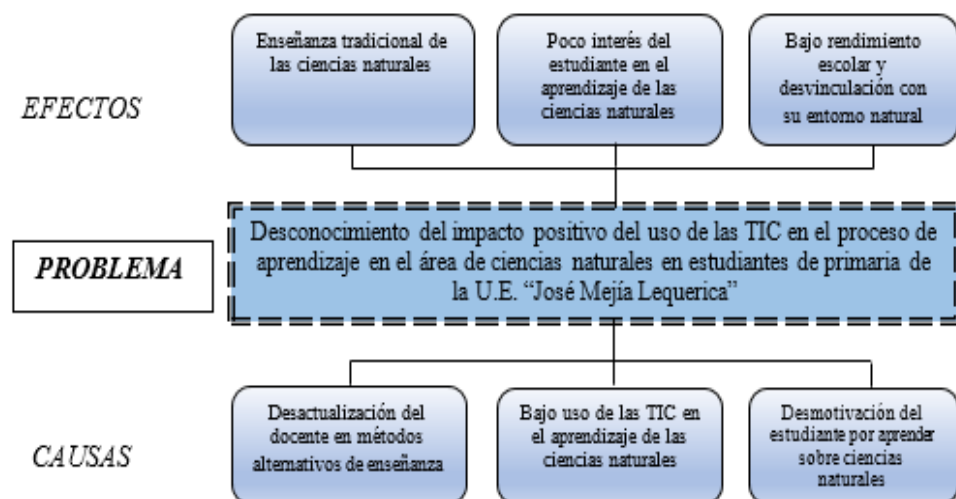 Enseñanza tradicional de
las ciencias naturales
Poco interés del
estudiante en el
aprendizaje de las
ciencias naturales
Bajo rendimiento
escolar y
desvinculación con
su entorno natural
EFECTOS
PROBLEMA
Desconocimiento del impacto positivo del uso de las TIC en el proceso de
aprendizaje en el área de ciencias naturales en estudiantes de primaria de
la U.E. “José Mejía Lequerica”
Desactualización del
docente en métodos
alternativos de enseñanza
Bajo uso de las TIC en
el aprendizaje de las
ciencias naturales
Desmotivación del
estudiante por aprender
sobre ciencias
naturales
CAUSAS